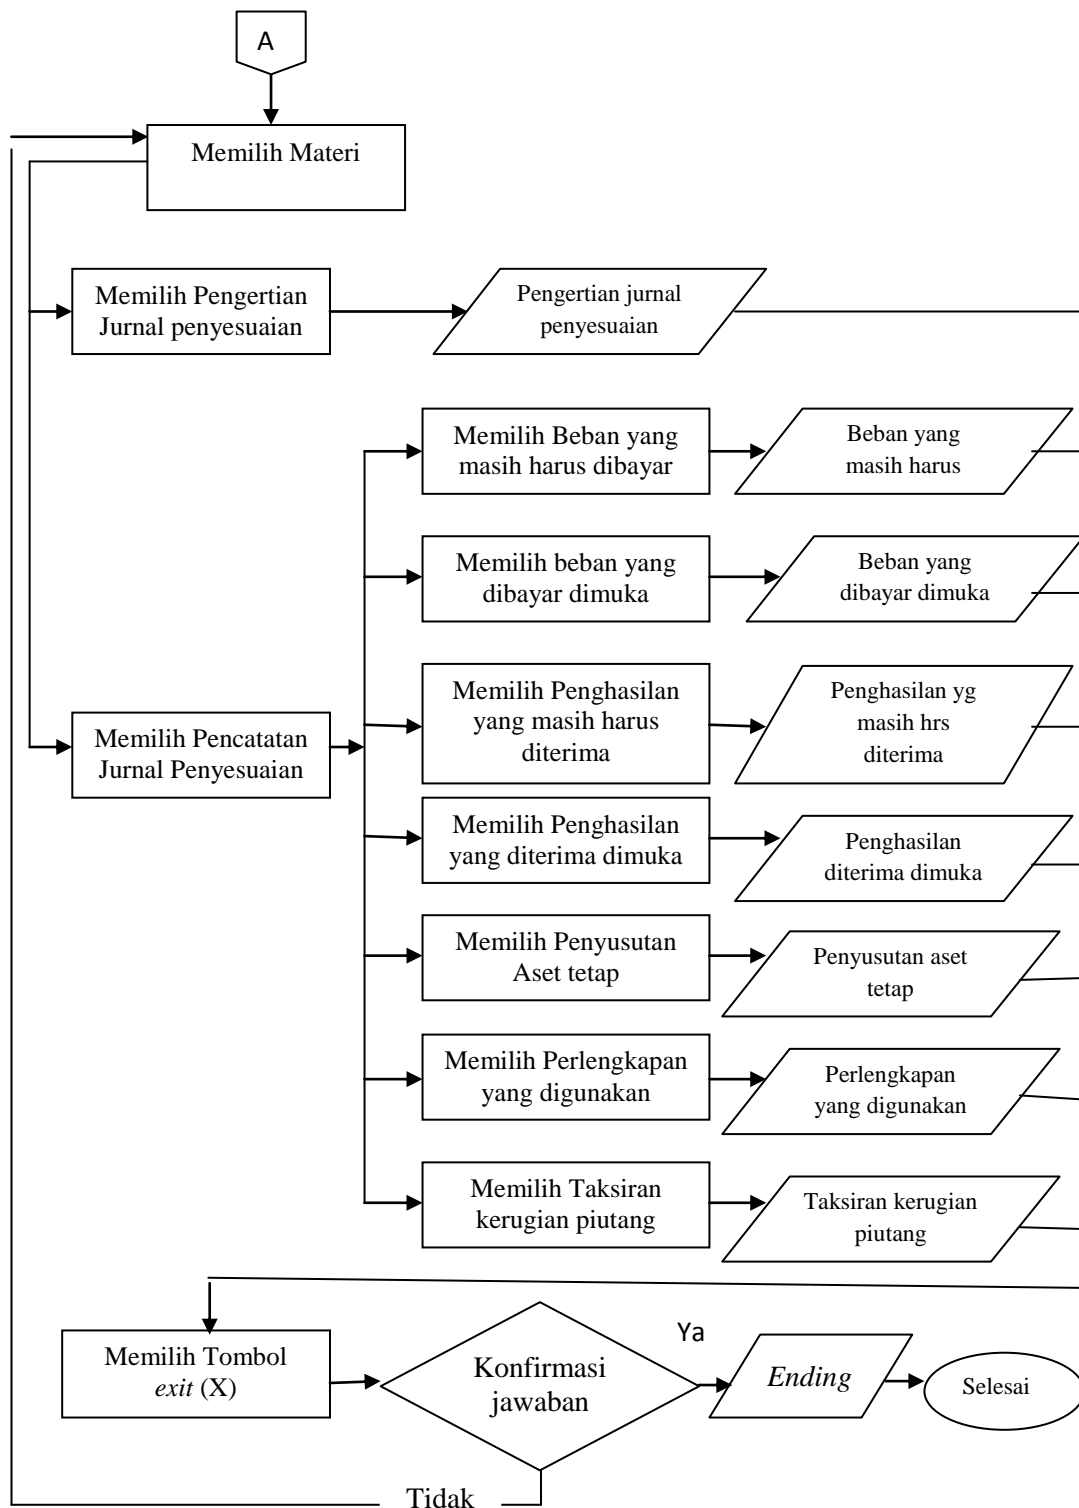 A
Memilih Materi
Memilih Pengertian
Jurnal penyesuaian
Pengertian jurnal
penyesuaian
Memilih Beban yang
masih harus dibayar
Beban yang
masih harus
Memilih beban yang
dibayar dimuka
Beban yang
dibayar dimuka
Memilih Penghasilan
yang masih harus
diterima
Penghasilan yg
masih hrs
diterima
Memilih Pencatatan
Jurnal Penyesuaian
Memilih Penghasilan
yang diterima dimuka
Penghasilan
diterima dimuka
Memilih Penyusutan
Aset tetap
Penyusutan aset
tetap
Memilih Perlengkapan
yang digunakan
Perlengkapan
yang digunakan
Memilih Taksiran
kerugian piutang
Taksiran kerugian
piutang
Memilih Tombol
exit (X)
Konfirmasi
jawaban
Ya
Ending
Selesai
Tidak